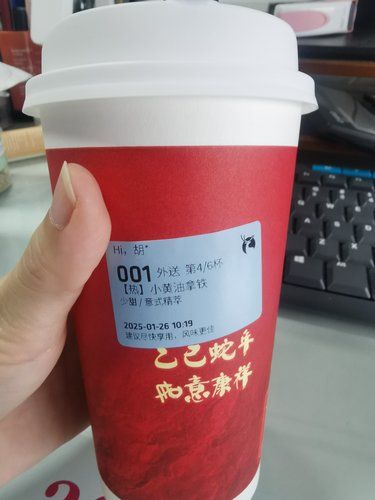 Hi, 胡*
001 外送 第4/6杯
【热】小黄油拿铁
少甜 / 意式精萃
2025-01-26 10:19
建议尽快享用，风味更佳
乙巳蛇年
如意康祥